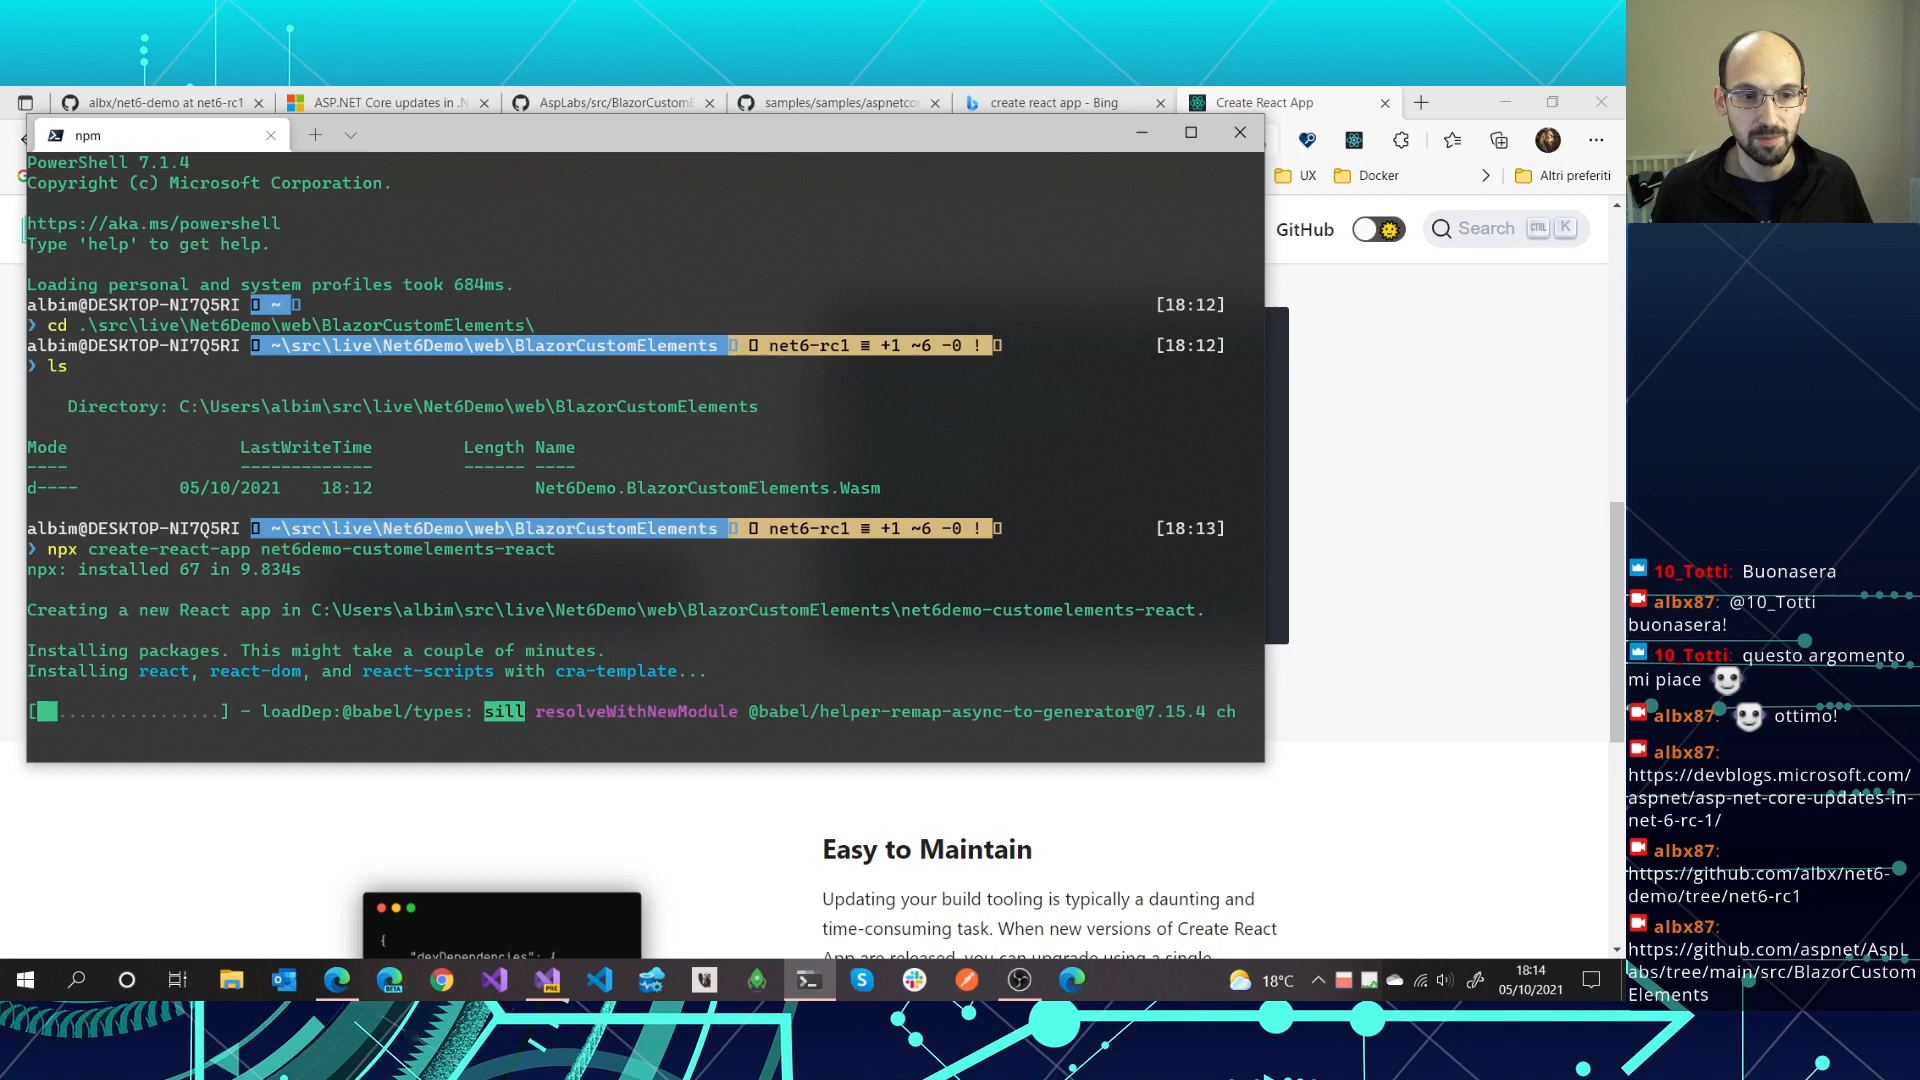 albx/net6-demo at net6-rc1
ASP.NET Core updates in .N
AspLabs/src/BlazorCustomE
samples/samples/aspnetcor
create react app - Bing
Create React App
npm
UX
Docker
Altri preferiti
GitHub
Search
CTRL
K
PowerShell 7.1.4
Copyright (c) Microsoft Corporation.
https://aka.ms/powershell
Type 'help' to get help.
Loading personal and system profiles took 684ms.
albim@DESKTOP-NI7Q5RI ~ [18:12]
❯ cd .\src\live\Net6Demo\web\BlazorCustomElements\
albim@DESKTOP-NI7Q5RI ~\src\live\Net6Demo\web\BlazorCustomElements net6-rc1 ≡ +1 ~6 -0 ! [18:12]
❯ ls
Directory: C:\Users\albim\src\live\Net6Demo\web\BlazorCustomElements
Mode LastWriteTime Length Name
---- ------------- ------ ----
d---- 05/10/2021 18:12 Net6Demo.BlazorCustomElements.Wasm
albim@DESKTOP-NI7Q5RI ~\src\live\Net6Demo\web\BlazorCustomElements net6-rc1 ≡ +1 ~6 -0 ! [18:13]
❯ npx create-react-app net6demo-customelements-react
npx: installed 67 in 9.834s
Creating a new React app in C:\Users\albim\src\live\Net6Demo\web\BlazorCustomElements\net6demo-customelements-react.
Installing packages. This might take a couple of minutes.
Installing react, react-dom, and react-scripts with cra-template...
[ ................] - loadDep:@babel/types: sill resolveWithNewModule @babel/helper-remap-async-to-generator@7.15.4 ch
Easy to Maintain
Updating your build tooling is typically a daunting and
time-consuming task. When new versions of Create React
App are released, you can upgrade using a single
{
"devDependencies": {
10_Totti: Buonasera
albx87: @10_Totti
buonasera!
10_Totti: questo argomento
mi piace
albx87: ottimo!
albx87:
https://devblogs.microsoft.com/
aspnet/asp-net-core-updates-in-
net-6-rc-1/
albx87:
https://github.com/albx/net6-
demo/tree/net6-rc1
albx87:
https://github.com/aspnet/AspL
abs/tree/main/src/BlazorCustom
Elements
BETA
PRE
18°C
18:14
05/10/2021